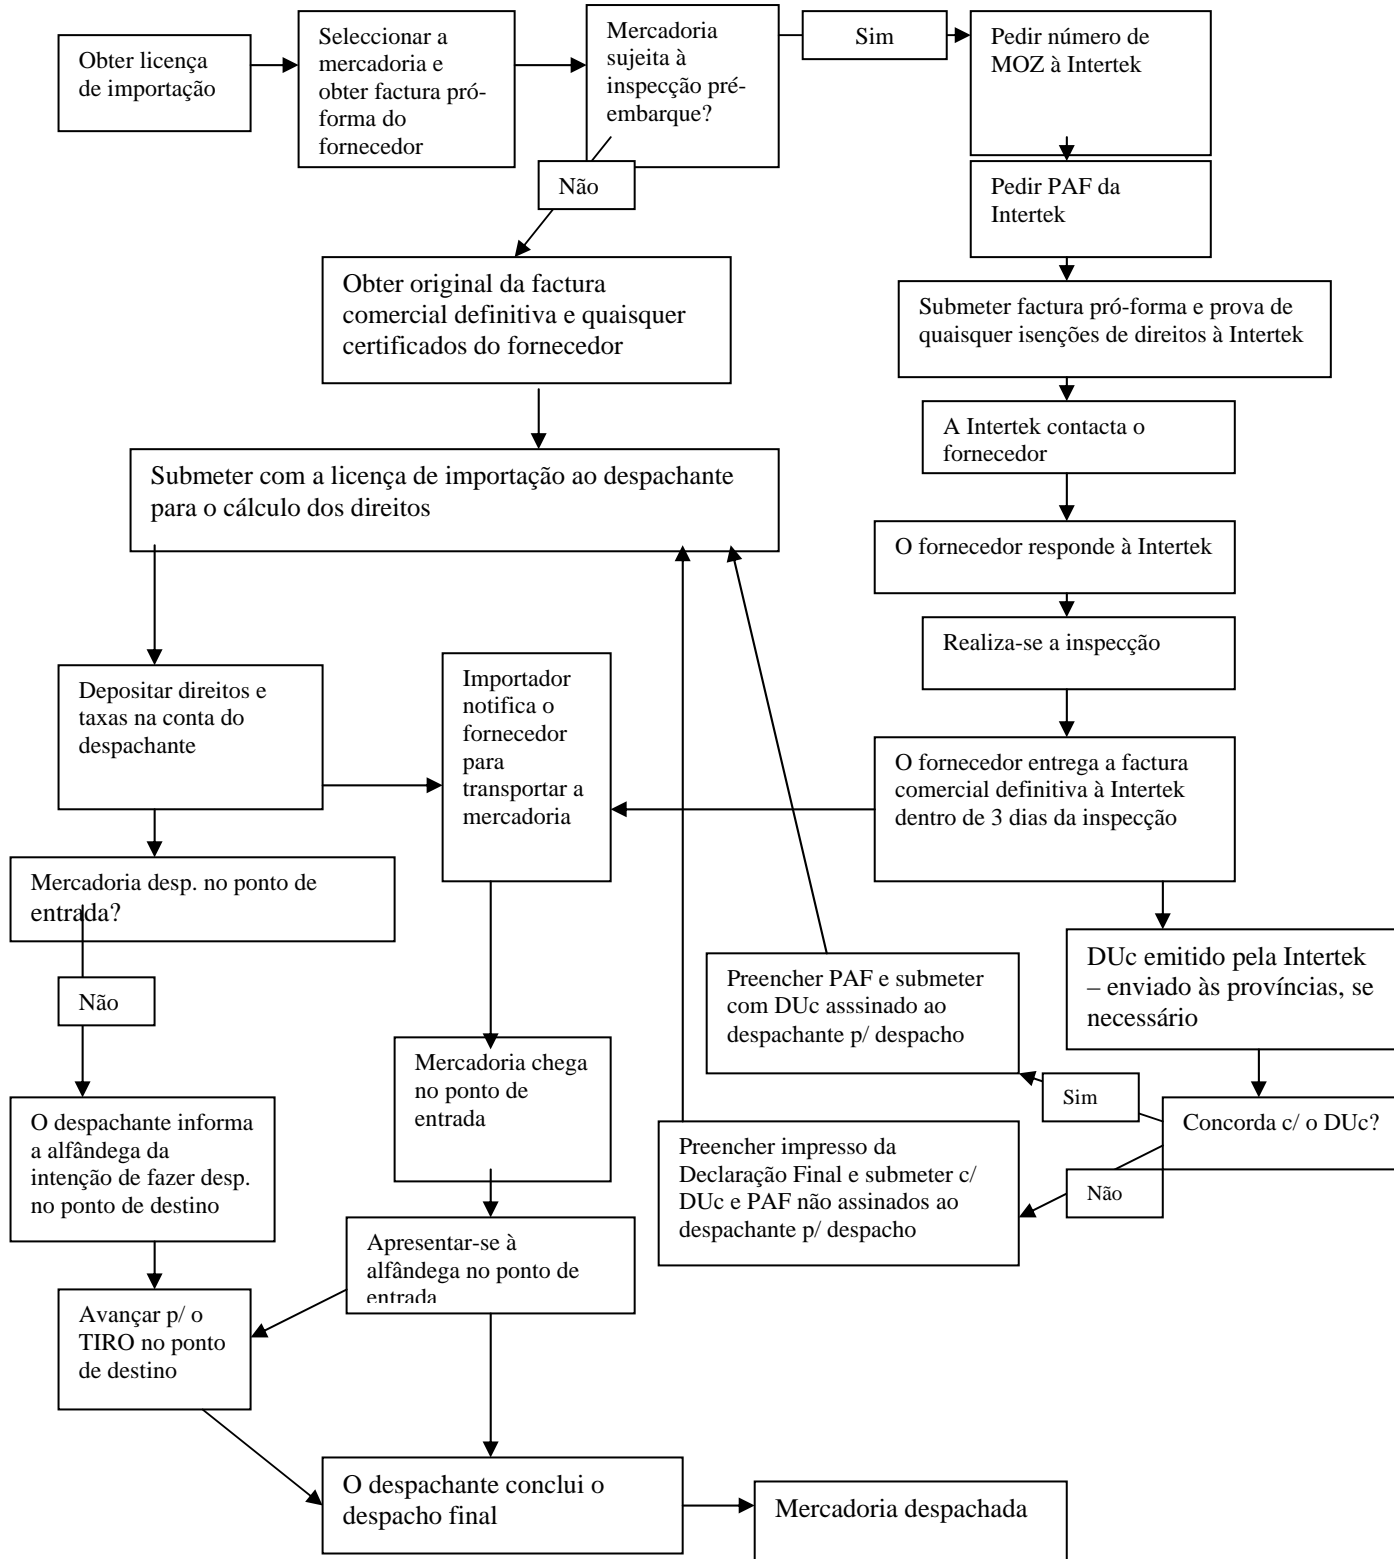 Obter licença
de importação
Seleccionar a
mercadoria e
obter factura pró-
forma do
fornecedor
Mercadoria
sujeita à
inspecção pré-
embarque?
Sim
Pedir número de
MOZ à Intertek
Não
Pedir PAF da
Intertek
Obter original da factura
comercial definitiva e quaisquer
certificados do fornecedor
Submeter factura pró-forma e prova de
quaisquer isenções de direitos à Intertek
A Intertek contacta o
fornecedor
Submeter com a licença de importação ao despachante
para o cálculo dos direitos
O fornecedor responde à Intertek
Realiza-se a inspecção
Depositar direitos e
taxas na conta do
despachante
Importador
notifica o
fornecedor
para
transportar a
mercadoria
O fornecedor entrega a factura
comercial definitiva à Intertek
dentro de 3 dias da inspecção
Mercadoria desp. no ponto de
entrada?
Não
Preencher PAF e submeter
com DUc asssinado ao
despachante p/ despacho
DUc emitido pela Intertek
– enviado às províncias, se
necessário
Mercadoria chega
no ponto de
entrada
Sim
Concorda c/ o DUc?
O despachante informa
a alfândega da
intenção de fazer desp.
no ponto de destino
Preencher impresso da
Declaração Final e submeter c/
DUc e PAF não assinados ao
despachante p/ despacho
Não
Apresentar-se à
alfândega no ponto de
entrada
Avançar p/ o
TIRO no ponto
de destino
O despachante conclui o
despacho final
Mercadoria despachada